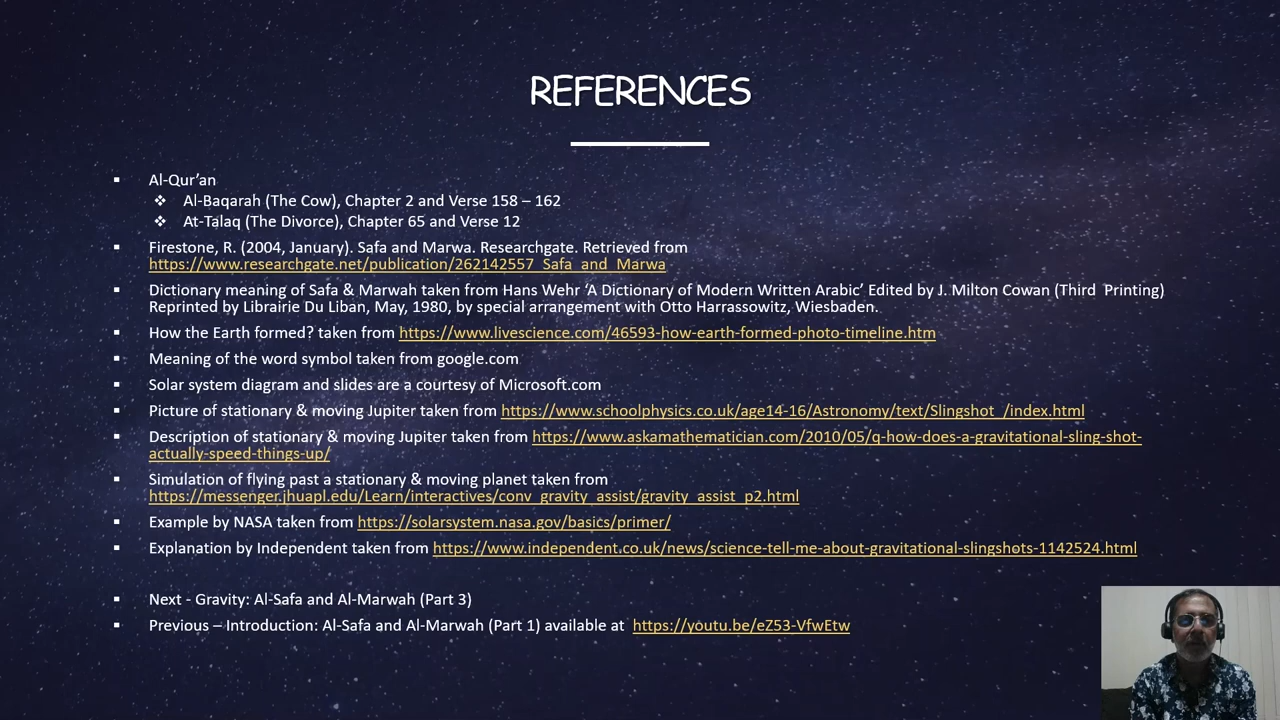 REFERENCES
▪ Al-Qur’an
❖ Al-Baqarah (The Cow), Chapter 2 and Verse 158 – 162
❖ At-Talaq (The Divorce), Chapter 65 and Verse 12
▪ Firestone, R. (2004, January). Safa and Marwa. Researchgate. Retrieved from
https://www.researchgate.net/publication/262142557_Safa_and_Marwa
▪ Dictionary meaning of Safa & Marwah taken from Hans Wehr ‘A Dictionary of Modern Written Arabic’ Edited by J. Milton Cowan (Third Printing)
Reprinted by Librairie Du Liban, May, 1980, by special arrangement with Otto Harrassowitz, Wiesbaden.
▪ How the Earth formed? taken from https://www.livescience.com/46593-how-earth-formed-photo-timeline.htm
▪ Meaning of the word symbol taken from google.com
▪ Solar system diagram and slides are a courtesy of Microsoft.com
▪ Picture of stationary & moving Jupiter taken from https://www.schoolphysics.co.uk/age14-16/Astronomy/text/Slingshot_/index.html
▪ Description of stationary & moving Jupiter taken from https://www.askamathematician.com/2010/05/q-how-does-a-gravitational-sling-shot-
actually-speed-things-up/
▪ Simulation of flying past a stationary & moving planet taken from
https://messenger.jhuapl.edu/Learn/interactives/conv_gravity_assist/gravity_assist_p2.html
▪ Example by NASA taken from https://solarsystem.nasa.gov/basics/primer/
▪ Explanation by Independent taken from https://www.independent.co.uk/news/science-tell-me-about-gravitational-slingshots-1142524.html
▪ Next - Gravity: Al-Safa and Al-Marwah (Part 3)
▪ Previous – Introduction: Al-Safa and Al-Marwah (Part 1) available at https://youtu.be/eZ53-VfwEtw